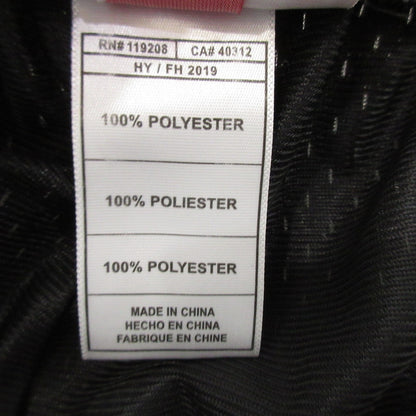 RN# 119208 CA# 40312
HY / FH 2019
100% POLYESTER
100% POLIESTER
100% POLYESTER
MADE IN CHINA
HECHO EN CHINA
FABRIQUE EN CHINE